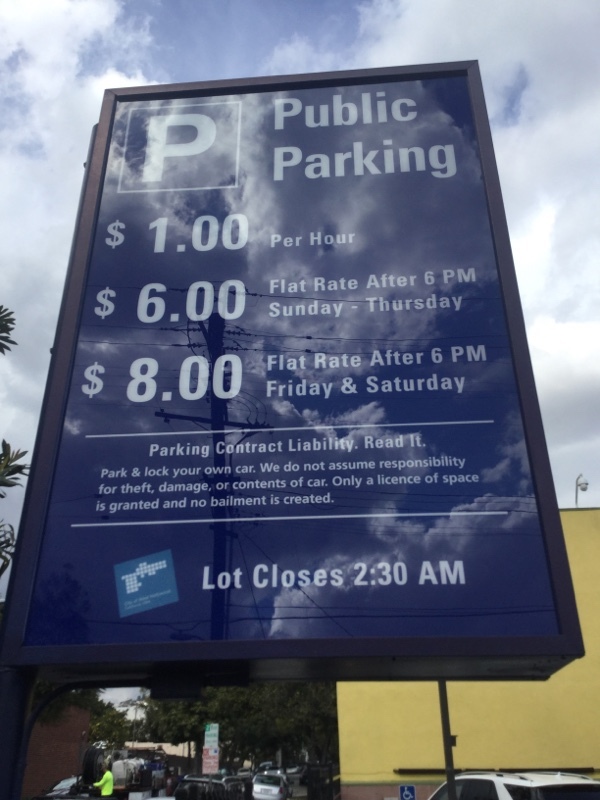 P
Public
Parking
$ 1.00 Per Hour
$ 6.00 Flat Rate After 6 PM
Sunday - Thursday
$ 8.00 Flat Rate After 6 PM
Friday & Saturday
Parking Contract Liability. Read It.
Park & lock your own car. We do not assume responsibility
for theft, damage, or contents of car. Only a licence of space
is granted and no bailment is created.
Lot Closes 2:30 AM